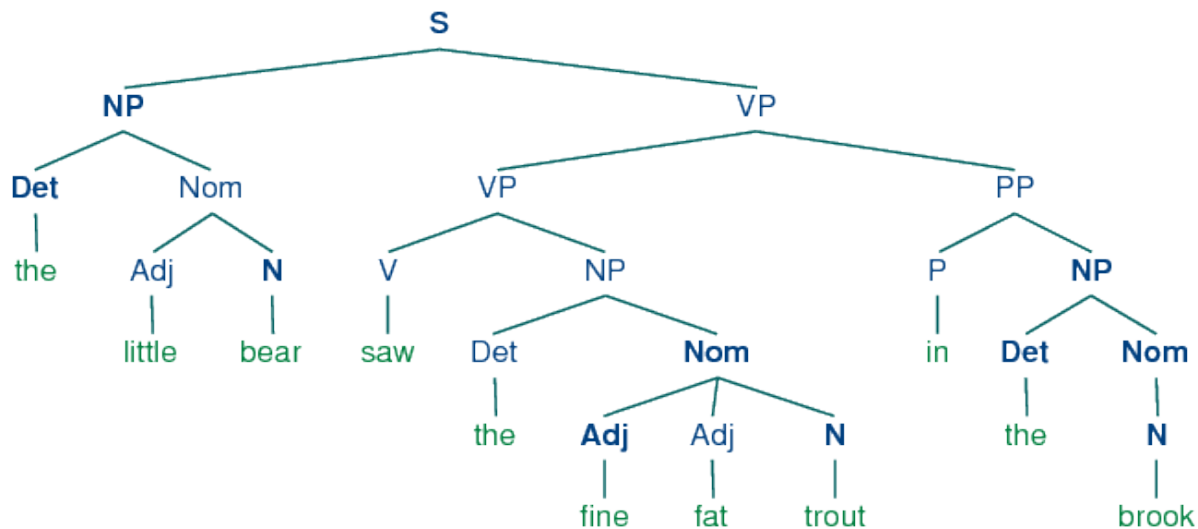 S
NP VP
Det Nom VP PP
the Adj N V NP P NP
little bear saw Det Nom in Det Nom
the Adj Adj N the N
fine fat trout brook